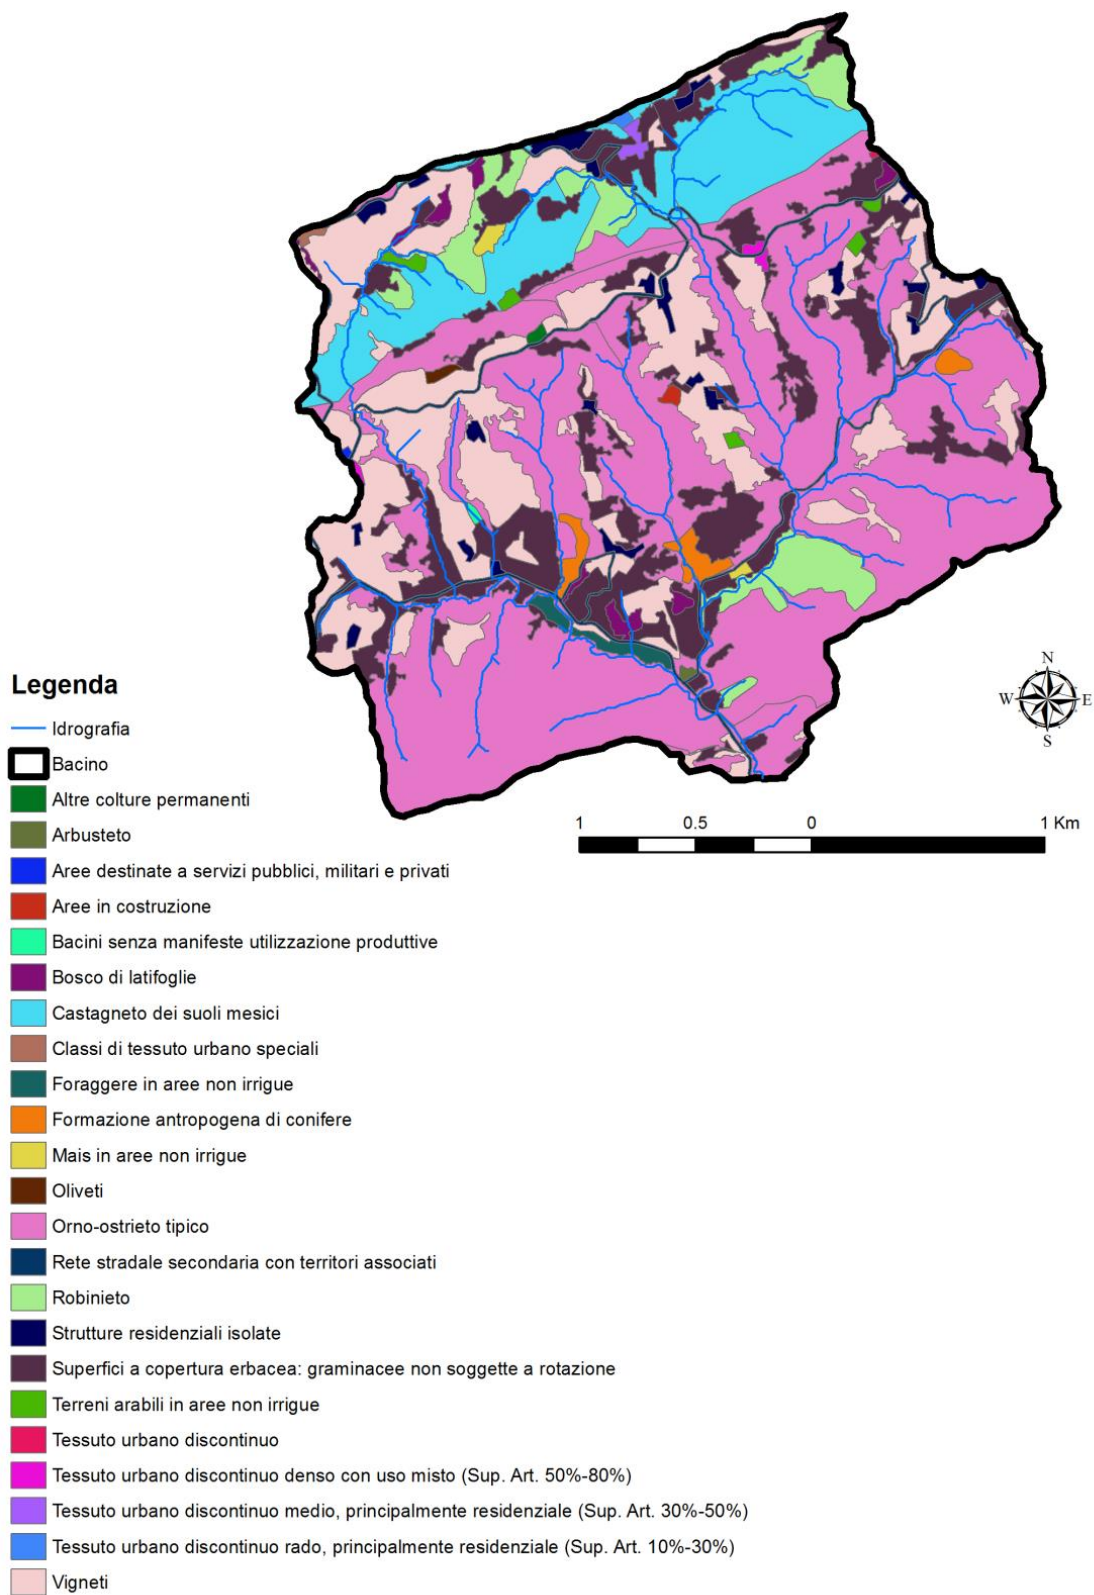 N
W E
S
1 0.5 0 1 Km
Legenda
Idrografia
Bacino
Altre colture permanenti
Arbusteto
Aree destinate a servizi pubblici, militari e privati
Aree in costruzione
Bacini senza manifeste utilizzazione produttive
Bosco di latifoglie
Castagneto dei suoli mesici
Classi di tessuto urbano speciali
Foraggere in aree non irrigue
Formazione antropogena di conifere
Mais in aree non irrigue
Oliveti
Orno-ostrieto tipico
Rete stradale secondaria con territori associati
Robinieto
Strutture residenziali isolate
Superfici a copertura erbacea: graminacee non soggette a rotazione
Terreni arabili in aree non irrigue
Tessuto urbano discontinuo
Tessuto urbano discontinuo denso con uso misto (Sup. Art. 50%-80%)
Tessuto urbano discontinuo medio, principalmente residenziale (Sup. Art. 30%-50%)
Tessuto urbano discontinuo rado, principalmente residenziale (Sup. Art. 10%-30%)
Vigneti